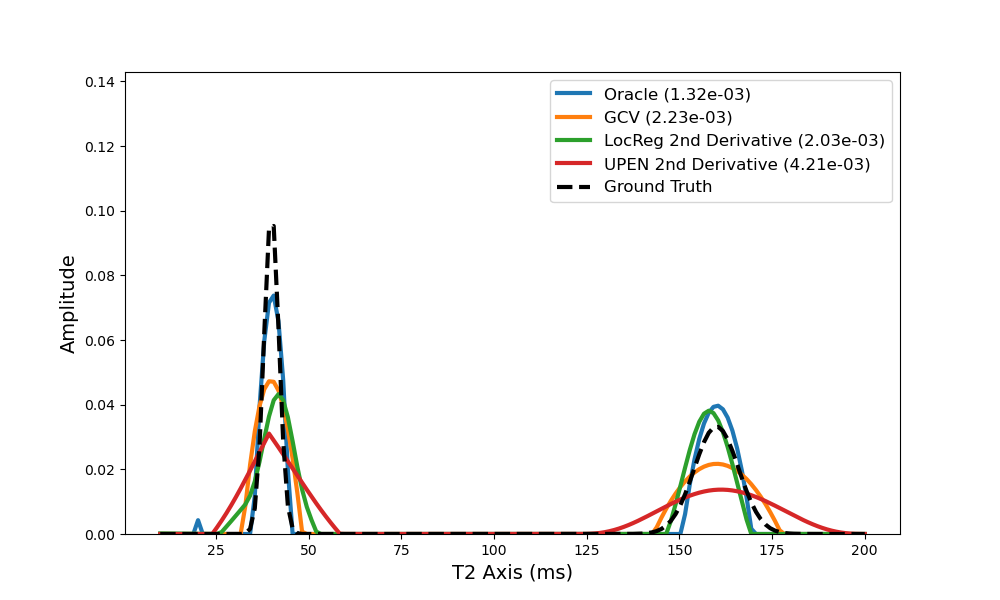 0.14
0.12
0.10
0.08
0.06
0.04
0.02
0.00
Amplitude
Oracle (1.32e-03)
GCV (2.23e-03)
LocReg 2nd Derivative (2.03e-03)
UPEN 2nd Derivative (4.21e-03)
Ground Truth
25 50 75 100 125 150 175 200
T2 Axis (ms)